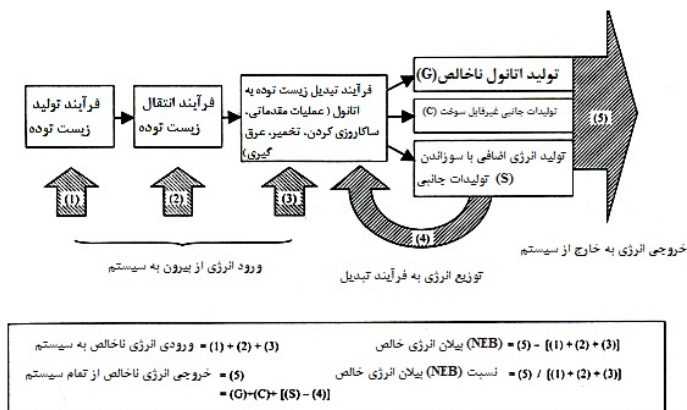 تولید اتانول ناخالص(G)
تولیدات جانبی غیرقابل سوخت (C)
تولید انرژی اضافی با سوزاندن
(S) تولیدات جانبی
فرآیند تبدیل زیست توده به
اتانول ( عملیات مقدماتی،
ساکاروزی کردن، تخمیر، عرق
گیری)
فرآیند انتقال
زیست توده
فرآیند تولید
زیست توده
(5)
(1)
(2)
(3)
(4)
خروجی انرژی به خارج از سیستم
ورود انرژی از بیرون به سیستم
توزیع انرژی به فرآیند تبدیل
ورودی انرژی ناخالص به سیستم = (1) + (2) + (3)
بیلان انرژی خالص (NEB) = (5) – [(1) + (2) + (3)]
خروجی انرژی ناخالص از تمام سیستم = (5)
= (G)+(C)+ [(S) – (4)]
نسبت (NEB) بیلان انرژی خالص = (5) / [(1) + (2) + (3)]